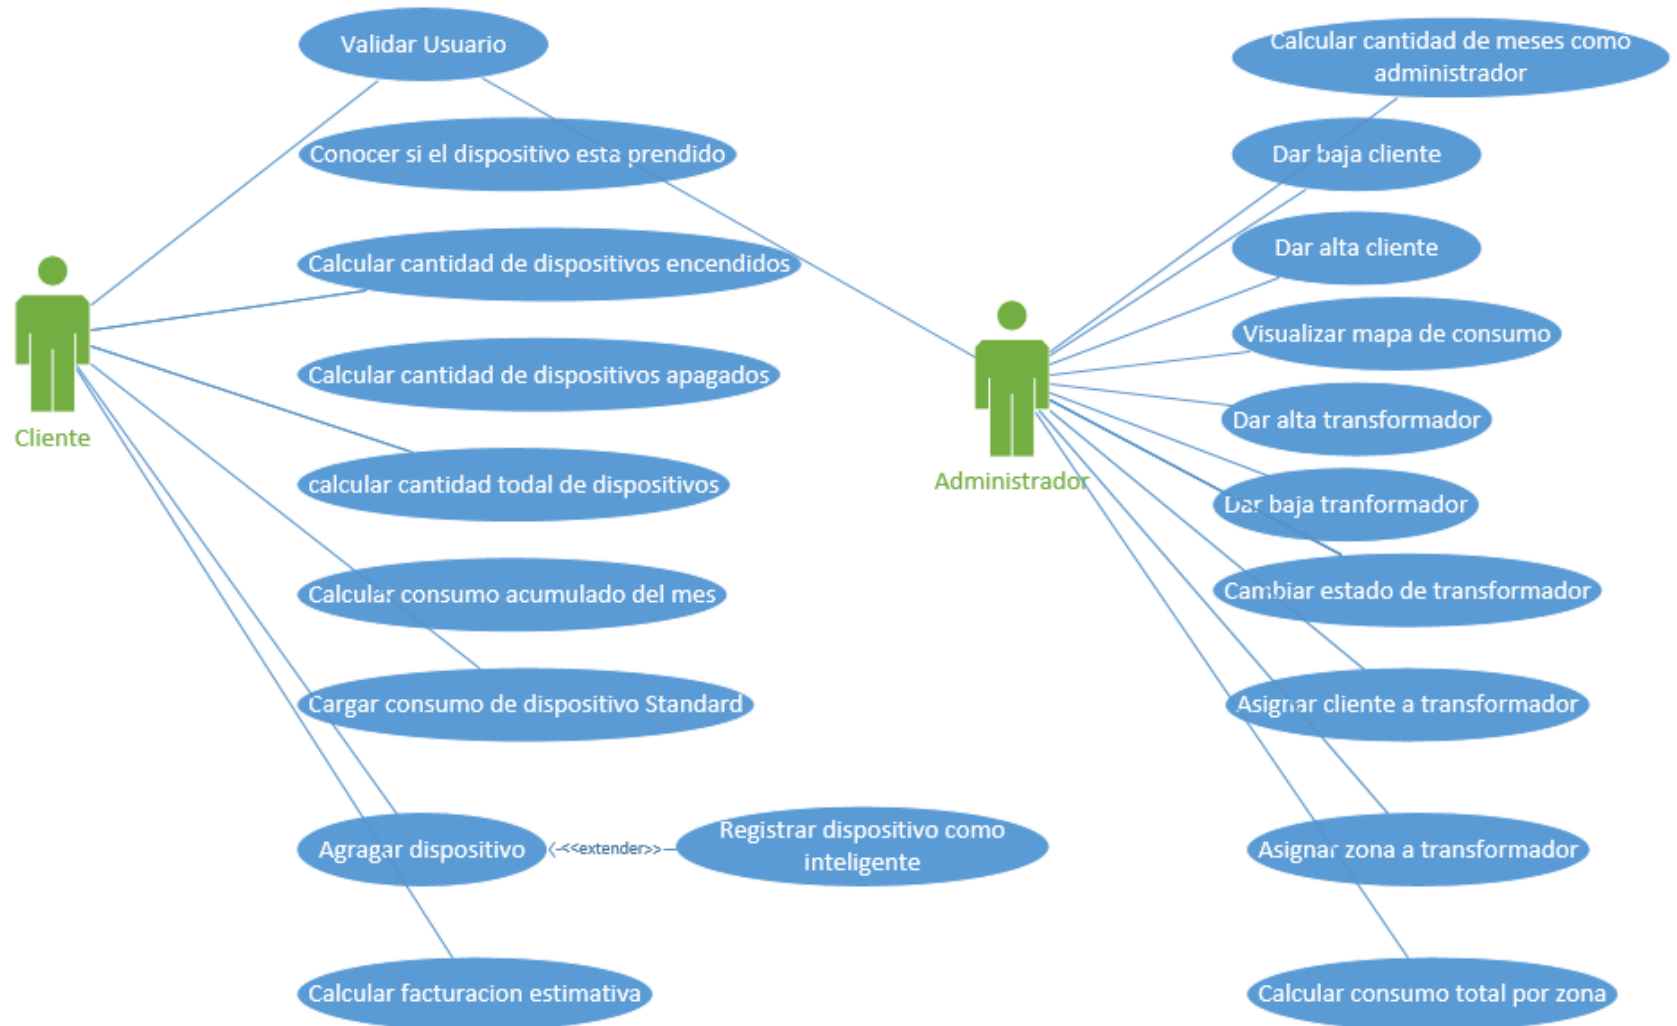 Validar Usuario
Conocer si el dispositivo esta prendido
Calcular cantidad de dispositivos encendidos
Calcular cantidad de dispositivos apagados
Cliente
calcular cantidad todal de dispositivos
Calcular consumo acumulado del mes
Cargar consumo de dispositivo Standard
Agragar dispositivo
<<extender>>
Registrar dispositivo como
inteligente
Calcular facturacion estimativa
Administrador
Calcular cantidad de meses como
administrador
Dar baja cliente
Dar alta cliente
Visualizar mapa de consumo
Dar alta transformador
Dar baja tranformador
Cambiar estado de transformador
Asignar cliente a transformador
Asignar zona a transformador
Calcular consumo total por zona